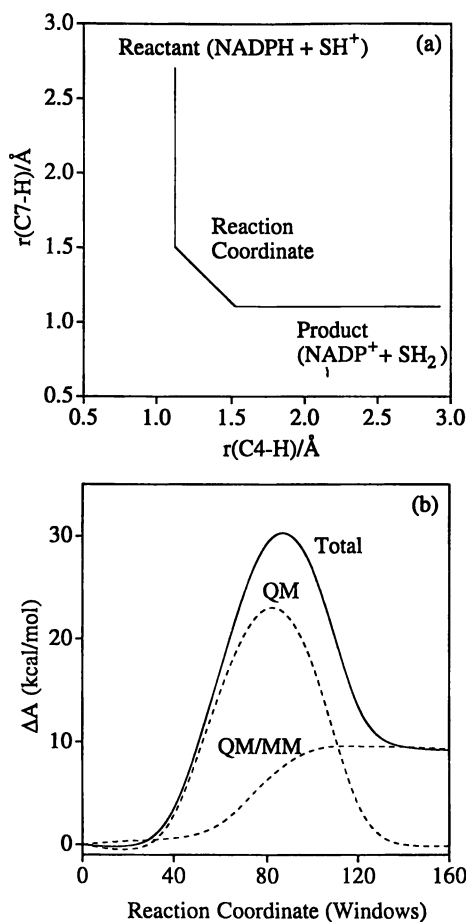 (a)
3.0
Reactant (NADPH + SH⁺)
2.5
2.0
r(C7-H)/Å
Reaction
Coordinate
1.5
1.0
Product
(NADP⁺ + SH₂)
0.5
0.5 1.0 1.5 2.0 2.5 3.0
r(C4-H)/Å
(b)
30
Total
QM
20
ΔA (kcal/mol)
QM/MM
10
0
0 40 80 120 160
Reaction Coordinate (Windows)